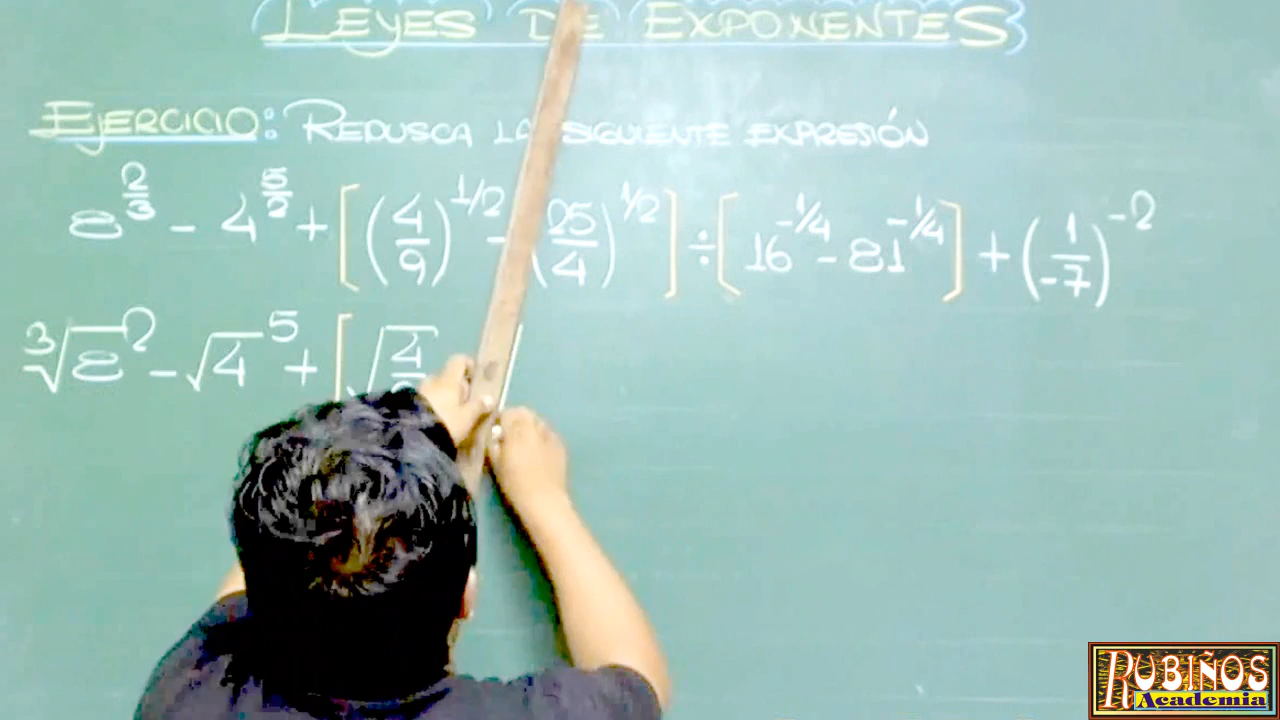 LEYES DE EXPONENTES
EJERCICIO: REDUSCA LA SIGUIENTE EXPRESIÓN
8^(2/3) - 4^(5/2) + [(4/9)^(1/2) - (25/4)^(1/2)] ÷ [16^(-1/4) - 81^(-1/4)] + (1/-7)^(-2)
∛8² - √4⁵ + [√4
RUBIÑOS
Academia